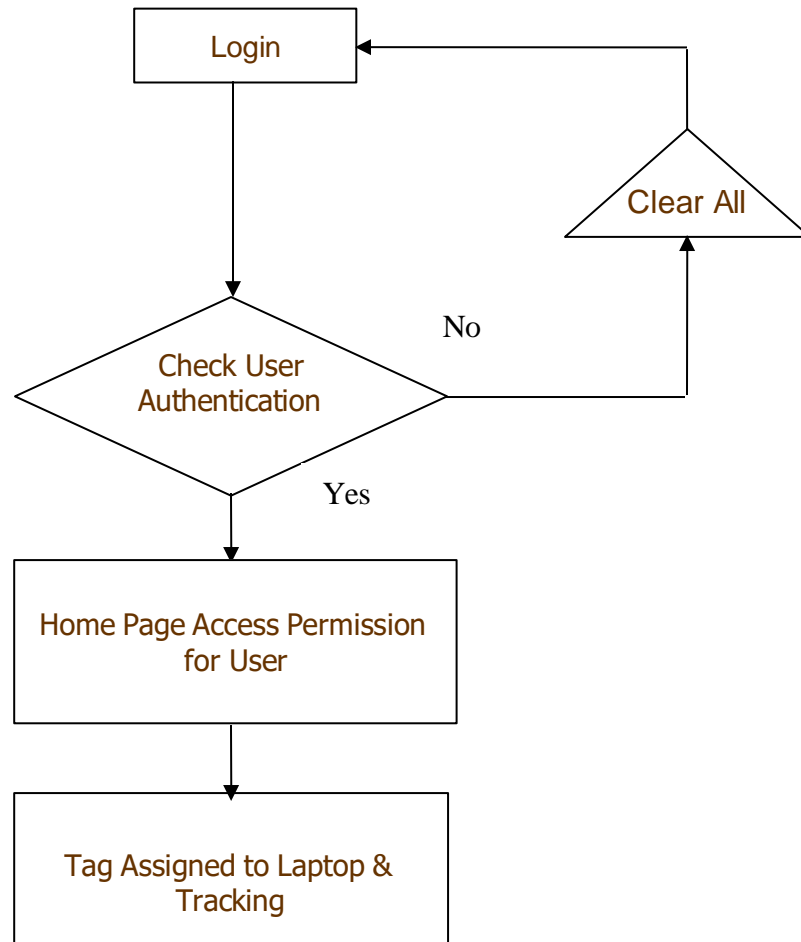 Login
Clear All
No
Check User
Authentication
Yes
Home Page Access Permission
for User
Tag Assigned to Laptop &
Tracking